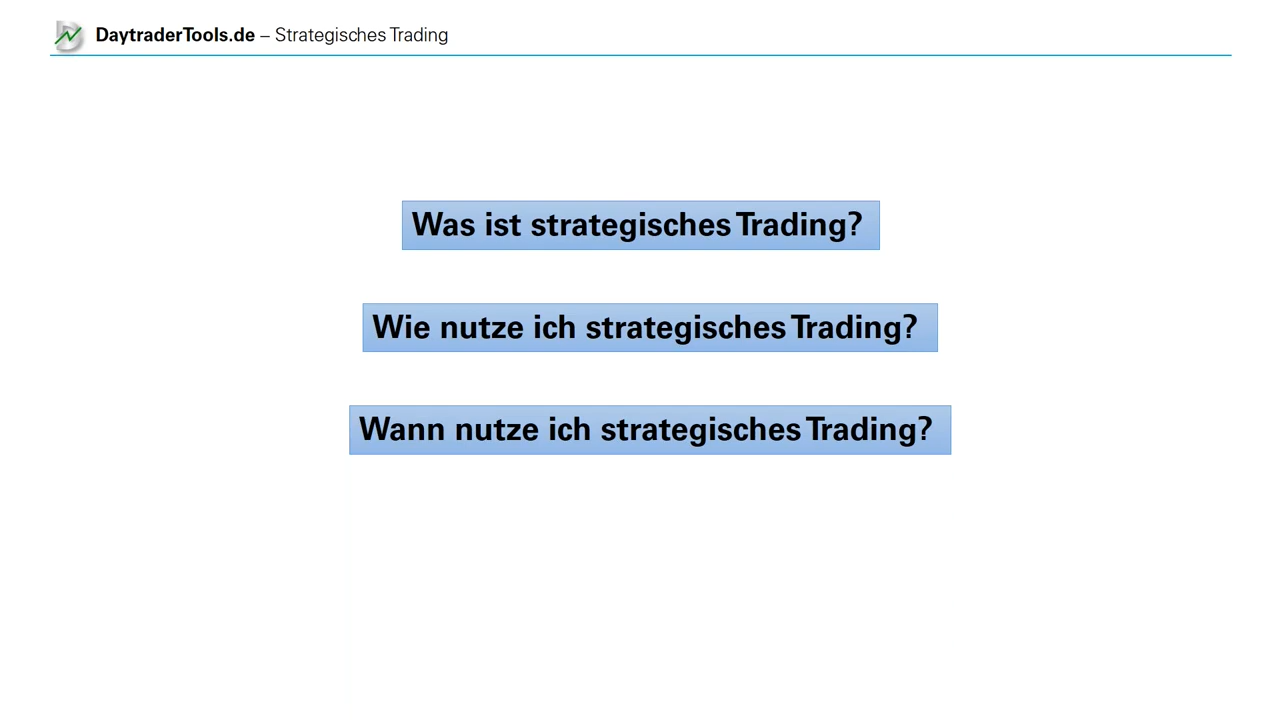 DaytraderTools.de – Strategisches Trading
Was ist strategisches Trading?
Wie nutze ich strategisches Trading?
Wann nutze ich strategisches Trading?